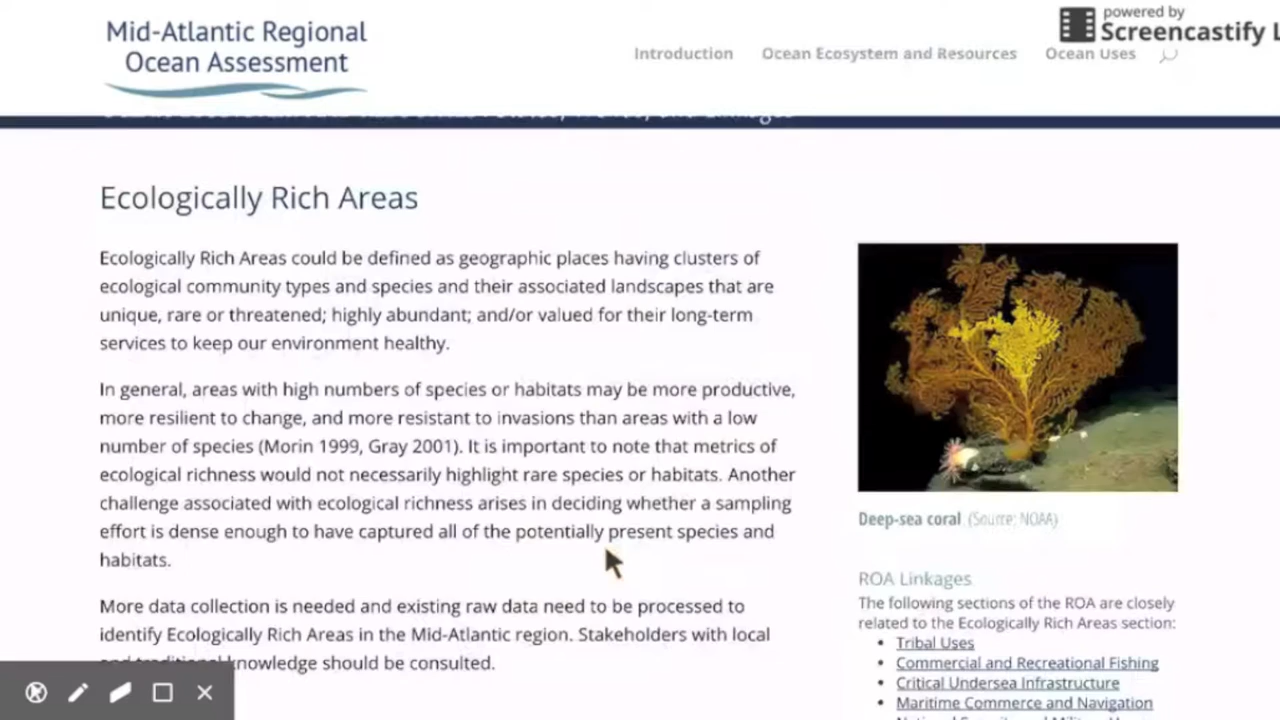 Mid-Atlantic Regional
Ocean Assessment
powered by
Screencastify L
Introduction
Ocean Ecosystem and Resources
Ocean Uses
Linkages
Ecologically Rich Areas
Ecologically Rich Areas could be defined as geographic places having clusters of
ecological community types and species and their associated landscapes that are
unique, rare or threatened; highly abundant; and/or valued for their long-term
services to keep our environment healthy.
In general, areas with high numbers of species or habitats may be more productive,
more resilient to change, and more resistant to invasions than areas with a low
number of species (Morin 1999, Gray 2001). It is important to note that metrics of
ecological richness would not necessarily highlight rare species or habitats. Another
challenge associated with ecological richness arises in deciding whether a sampling
effort is dense enough to have captured all of the potentially present species and
habitats.
More data collection is needed and existing raw data need to be processed to
identify Ecologically Rich Areas in the Mid-Atlantic region. Stakeholders with local
and traditional knowledge should be consulted.
Deep-sea coral (Source: NOAA)
ROA Linkages
The following sections of the ROA are closely
related to the Ecologically Rich Areas section:
Tribal Uses
Commercial and Recreational Fishing
Critical Undersea Infrastructure
Maritime Commerce and Navigation